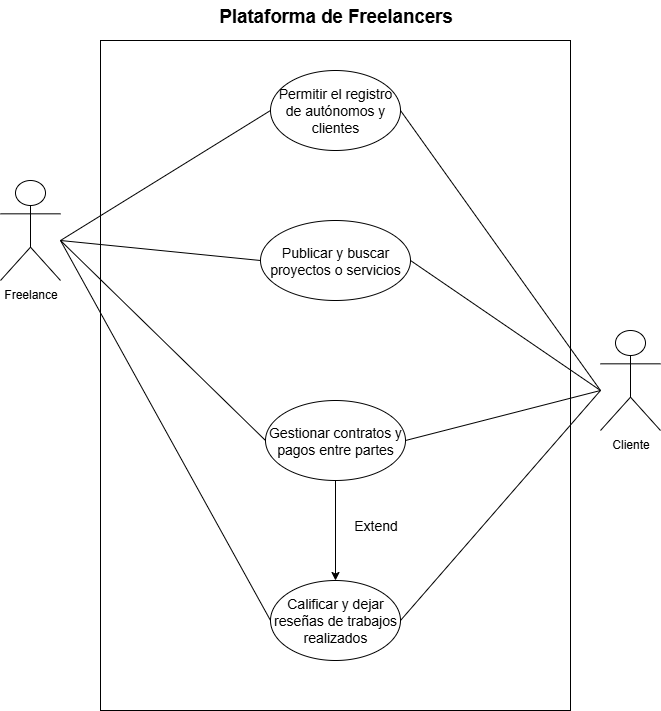 Plataforma de Freelancers
Permitir el registro
de autónomos y
clientes
Publicar y buscar
proyectos o servicios
Freelance
Gestionar contratos y
pagos entre partes
Cliente
Extend
Calificar y dejar
reseñas de trabajos
realizados